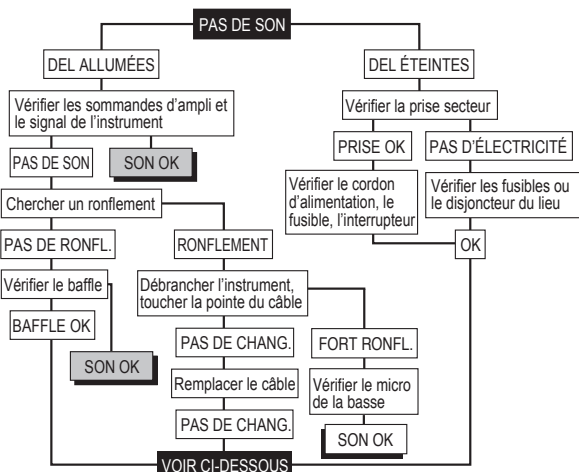 PAS DE SON
DEL ALLUMÉES
DEL ÉTEINTES
Vérifier les sommandes d'ampli et
le signal de l'instrument
Vérifier la prise secteur
PAS DE SON
SON OK
PRISE OK
PAS D'ÉLECTRICITÉ
Vérifier le cordon
d'alimentation, le
fusible, l'interrupteur
Vérifier les fusibles ou
le disjoncteur du lieu
Chercher un ronflement
PAS DE RONFL.
RONFLEMENT
OK
Vérifier le baffle
Débrancher l'instrument,
toucher la pointe du câble
BAFFLE OK
PAS DE CHANG.
FORT RONFL.
SON OK
Remplacer le câble
Vérifier le micro
de la basse
PAS DE CHANG.
SON OK
VOIR CI-DESSOUS